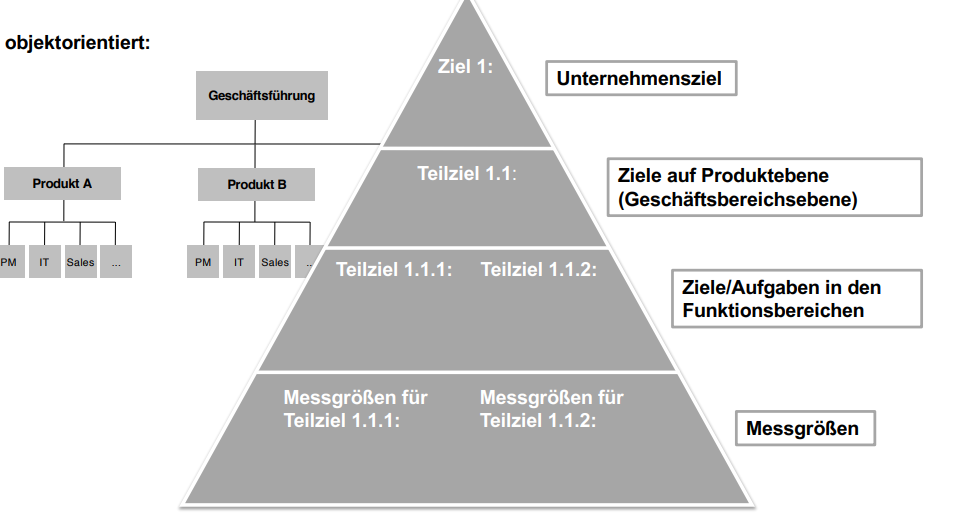 objektorientiert:
Geschäftsführung
Produkt A
Produkt B
PM
IT
Sales
...
PM
IT
Sales
..
Ziel 1:
Teilziel 1.1:
Teilziel 1.1.1:
Teilziel 1.1.2:
Messgrößen für
Teilziel 1.1.1:
Messgrößen für
Teilziel 1.1.2:
Unternehmensziel
Ziele auf Produktebene
(Geschäftsbereichsebene)
Ziele/Aufgaben in den
Funktionsbereichen
Messgrößen